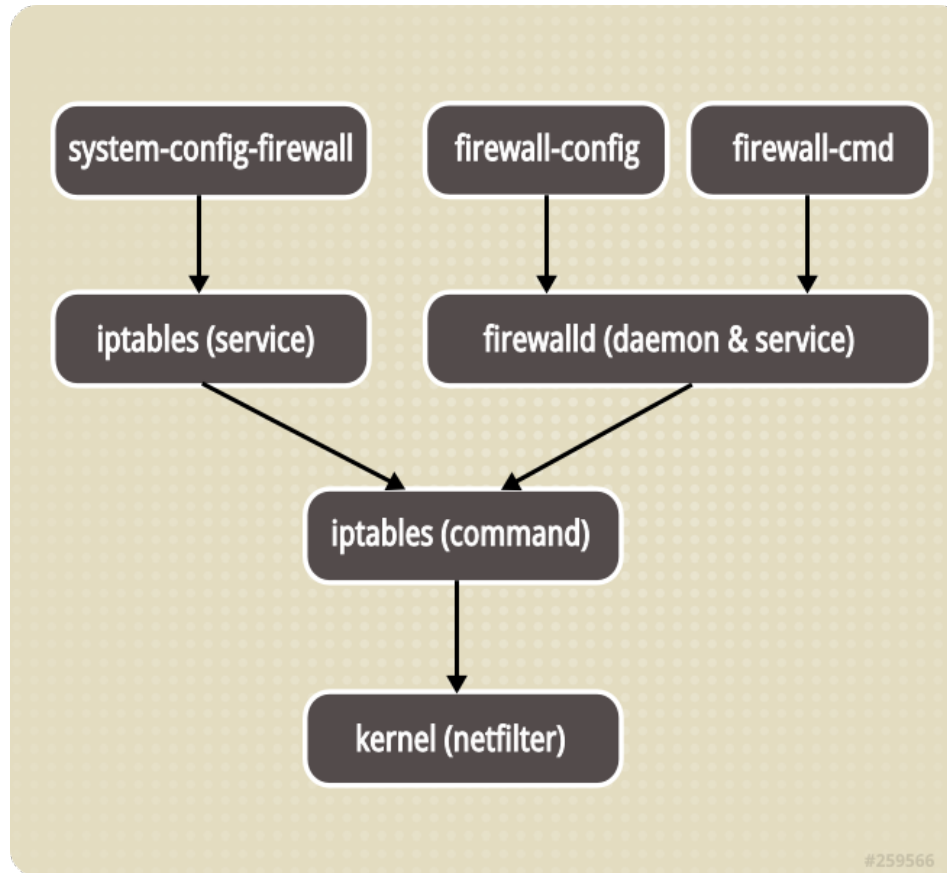 system-config-firewall
firewall-config
firewall-cmd
iptables (service)
firewalld (daemon & service)
iptables (command)
kernel (netfilter)
#259566